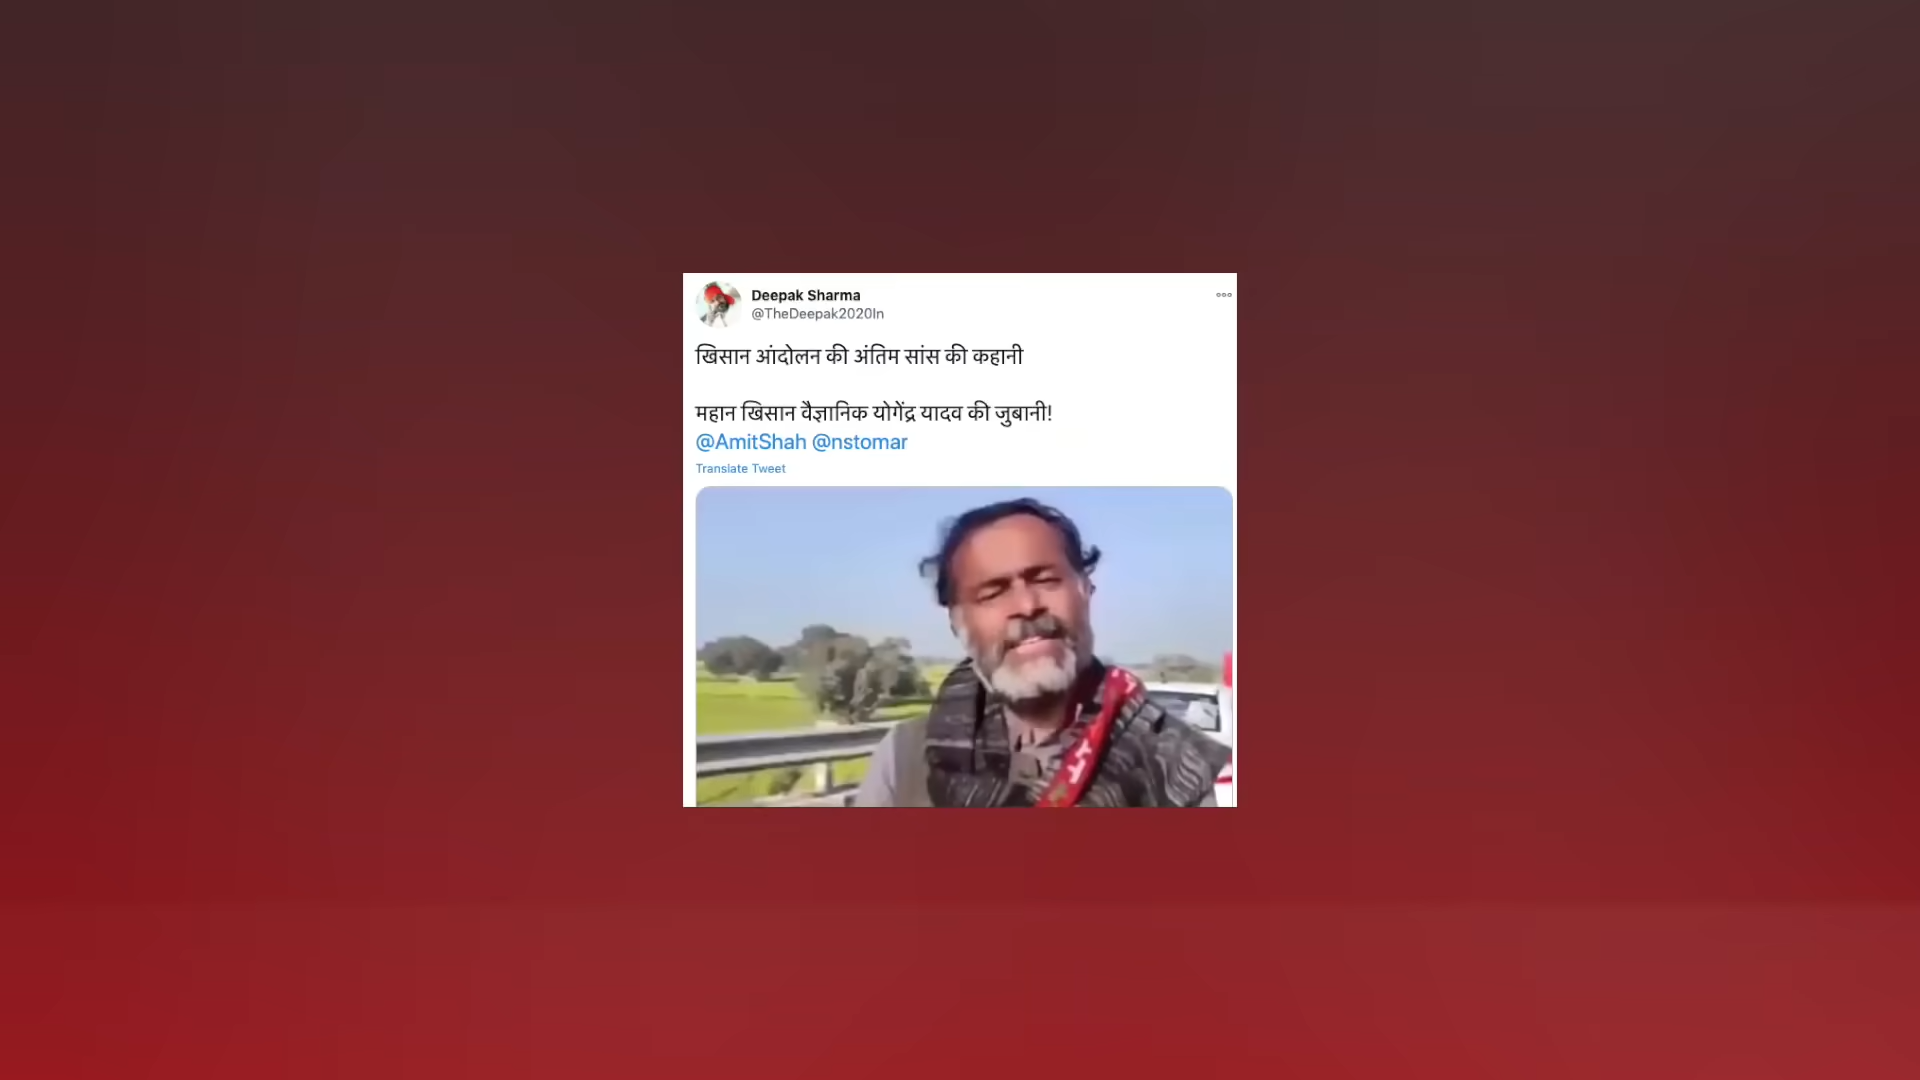 Deepak Sharma
@TheDeepak2020In
खिसान आंदोलन की अंतिम सांस की कहानी
महान खिसान वैज्ञानिक योगेंद्र यादव की जुबानी!
@AmitShah @nstomar
Translate Tweet